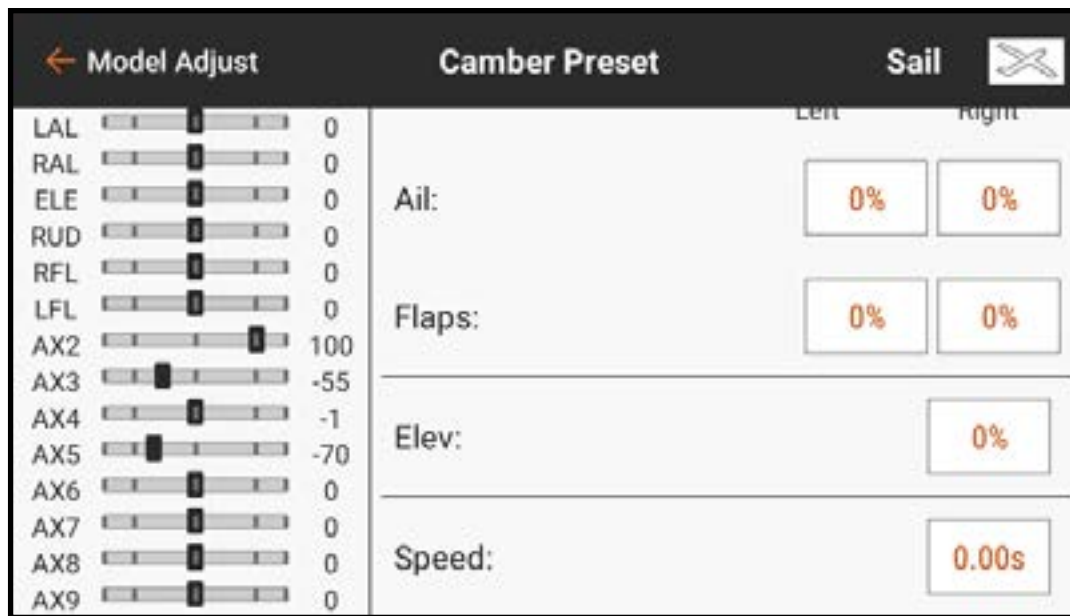 ← Model Adjust Camber Preset Sail
LAL 0
RAL 0
ELE 0
RUD 0
RFL 0
LFL 0
AX2 100
AX3 -55
AX4 -1
AX5 -70
AX6 0
AX7 0
AX8 0
AX9 0
Left Right
Ail: 0% 0%
Flaps: 0% 0%
Elev: 0%
Speed: 0.00s